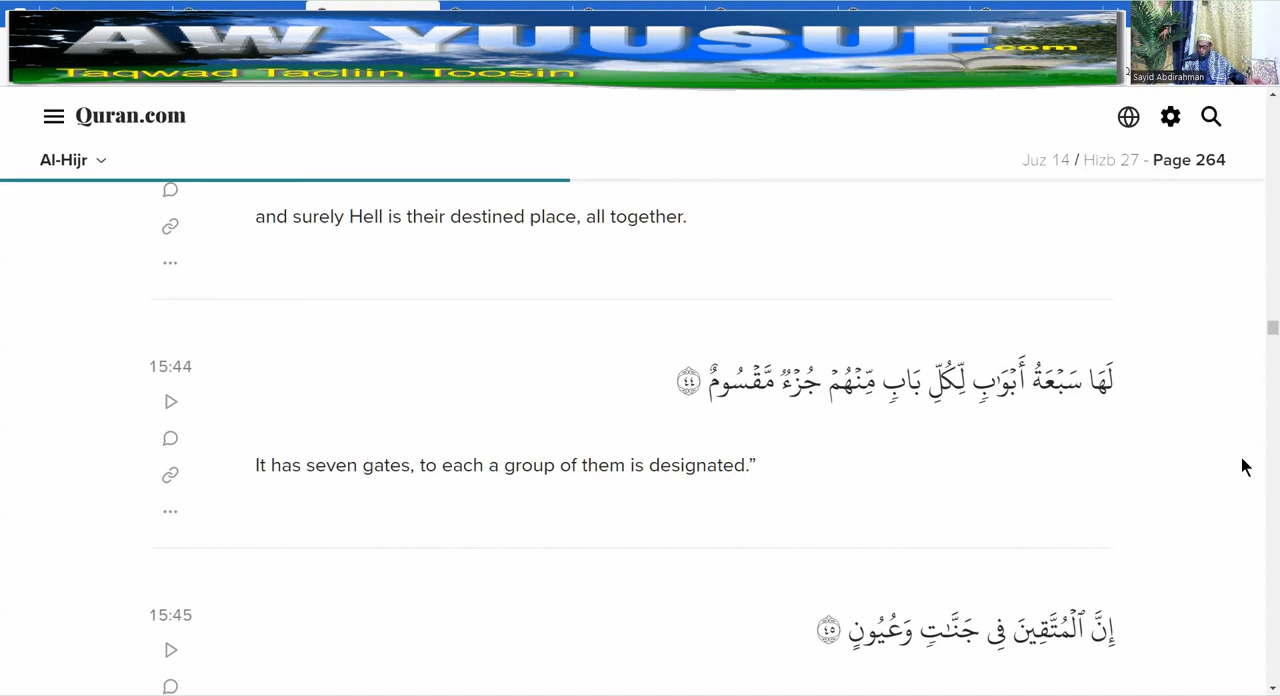 AW YUUSUF.com
Taqwad Tacliin Toosin
Sayid Abdirahman
Quran.com
Al-Hijr
Juz 14 / Hizb 27 - Page 264
and surely Hell is their destined place, all together.
15:44
لَهَا سَبْعَةُ أَبْوَٰبٍ لِّكُلِّ بَابٍ مِّنْهُمْ جُزْءٌ مَّقْسُومٌ ٤٤
It has seven gates, to each a group of them is designated.”
15:45
إِنَّ ٱلْمُتَّقِينَ فِى جَنَّـٰتٍ وَعُيُونٍ ٤٥